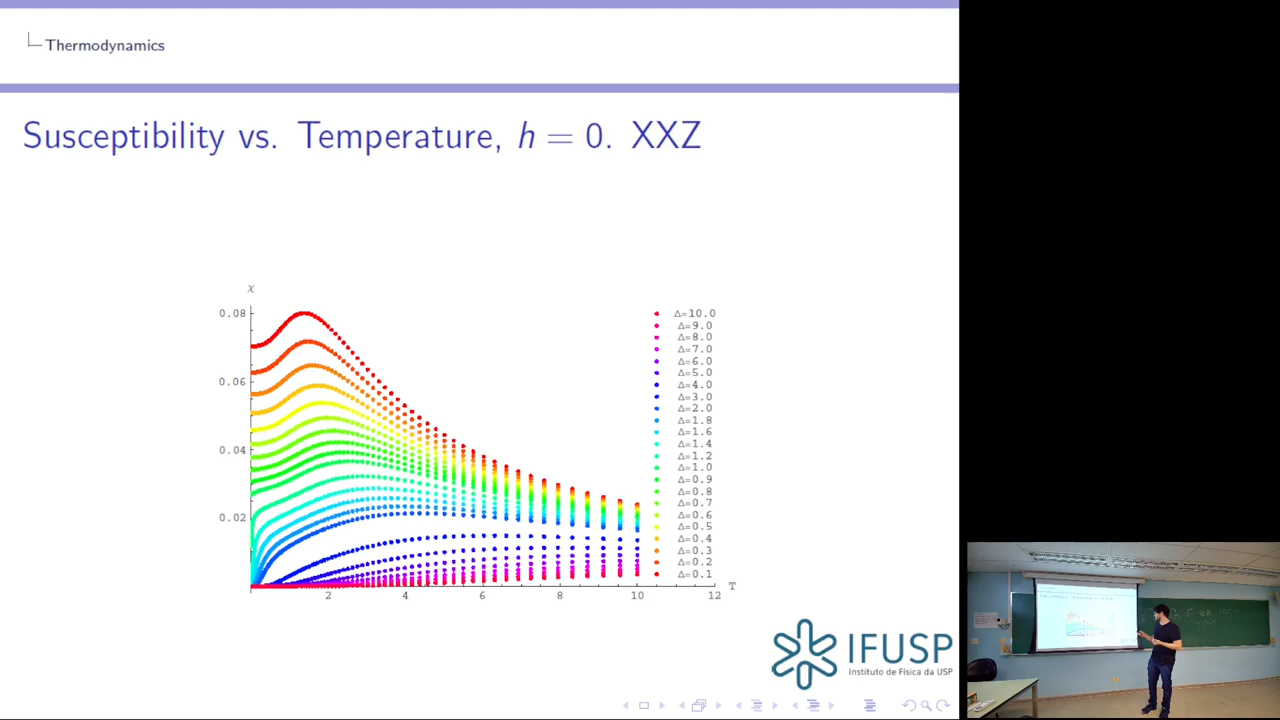 Thermodynamics
Susceptibility vs. Temperature, h = 0. XXZ
χ
0.08
0.06
0.04
0.02
2
4
6
8
10
12
T
Δ=10.0
Δ=9.0
Δ=8.0
Δ=7.0
Δ=6.0
Δ=5.0
Δ=4.0
Δ=3.0
Δ=2.0
Δ=1.8
Δ=1.6
Δ=1.4
Δ=1.2
Δ=1.0
Δ=0.9
Δ=0.8
Δ=0.7
Δ=0.6
Δ=0.5
Δ=0.4
Δ=0.3
Δ=0.2
Δ=0.1
IFUSP
Instituto de Física da USP